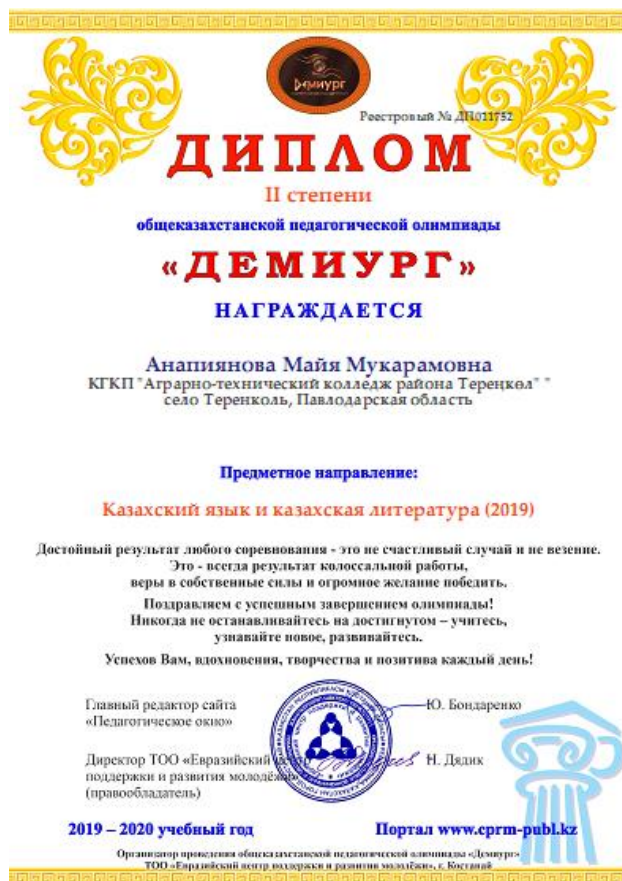 Демиург
Реестровый № ДП011752
ДИПЛОМ
II степени
общеказахстанской педагогической олимпиады
«ДЕМИУРГ»
НАГРАЖДАЕТСЯ
Анапиянова Майя Мукарамовна
КГКП "Аграрно-технический колледж района Тереңкөл" "
село Теренколь, Павлодарская область
Предметное направление:
Казахский язык и казахская литература (2019)
Достойный результат любого соревнования - это не счастливый случай и не везение.
Это - всегда результат колоссальной работы,
веры в собственные силы и огромное желание победить.
Поздравляем с успешным завершением олимпиады!
Никогда не останавливайтесь на достигнутом – учитесь,
узнавайте новое, развивайтесь.
Успехов Вам, вдохновения, творчества и позитива каждый день!
Главный редактор сайта
«Педагогическое окно»
Ю. Бондаренко
Директор ТОО «Евразийский центр
поддержки и развития молодёжи»
(правообладатель)
Н. Дядик
2019 – 2020 учебный год
Портал www.cprm-publ.kz
Организатор проведения общеказахстанской педагогической олимпиады «Демиург»
ТОО «Евразийский центр поддержки и развития молодёжи», г. Костанай